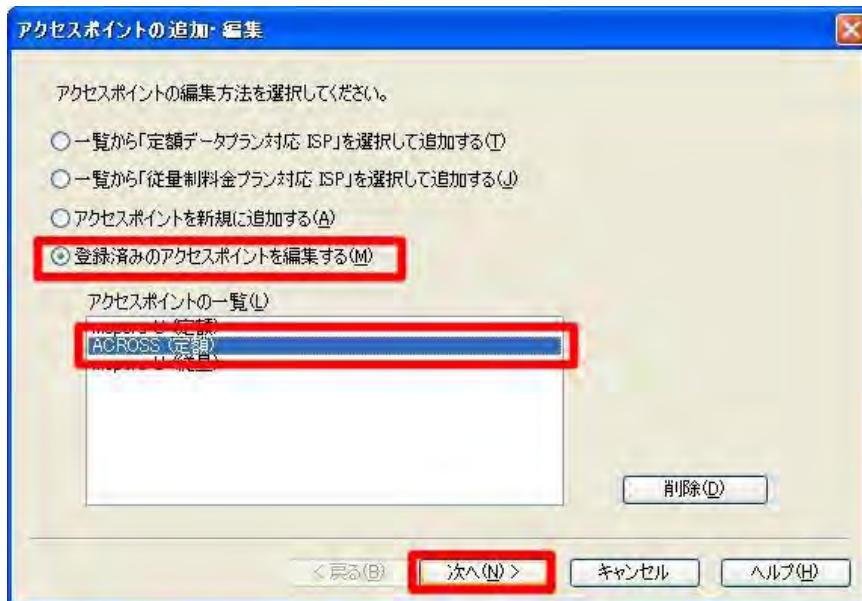 アクセスポイントの追加・編集
アクセスポイントの編集方法を選択してください。
一覧から「定額データプラン対応 ISP」を選択して追加する(T)
一覧から「従量制料金プラン対応 ISP」を選択して追加する(J)
アクセスポイントを新規に追加する(A)
登録済みのアクセスポイントを編集する(M)
アクセスポイントの一覧(L)
mopera U (定額)
ACROSS (定額)
mopera U (従量)
削除(D)
< 戻る(B) 次へ(N) > キャンセル ヘルプ(H)